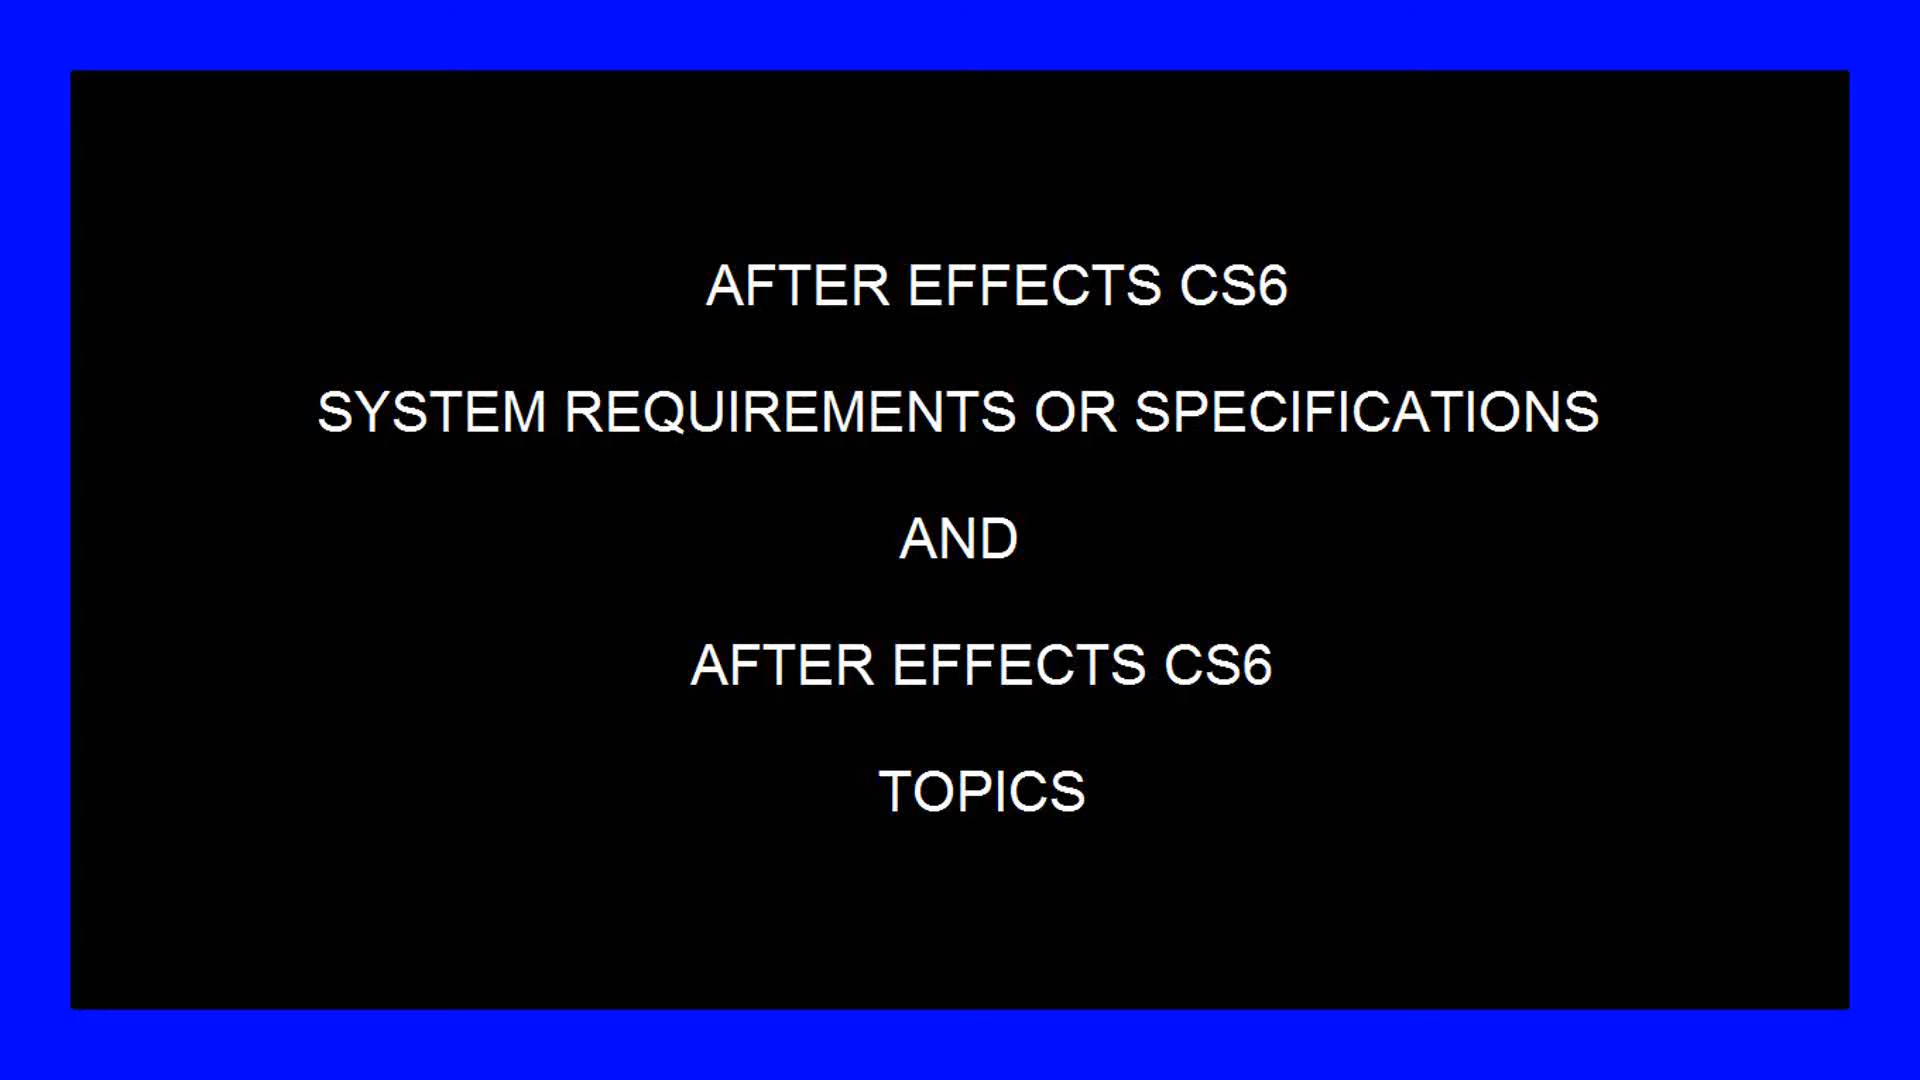 AFTER EFFECTS CS6
SYSTEM REQUIREMENTS OR SPECIFICATIONS
AND
AFTER EFFECTS CS6
TOPICS